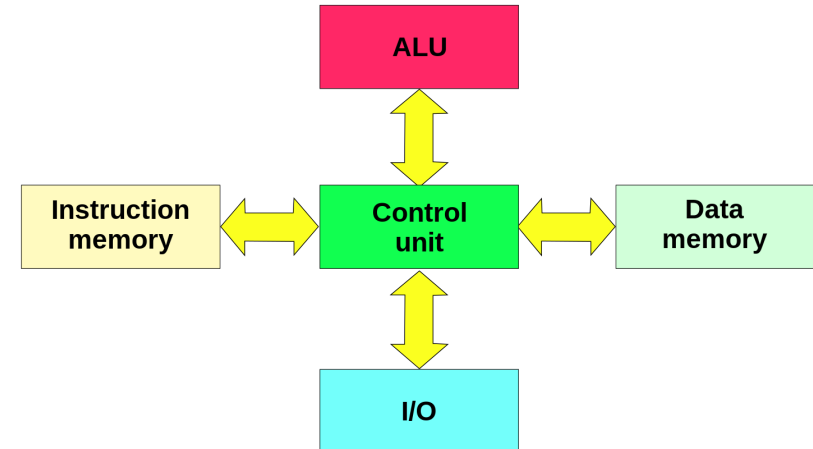 ALU
Instruction
memory
Control
unit
Data
memory
I/O